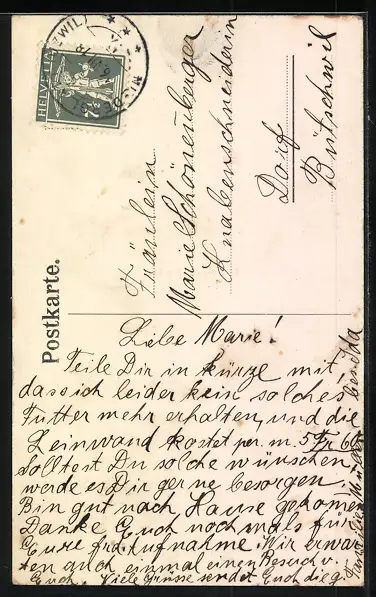 HELVETIA
Postkarte.
Fräulein
Marie Schönenberger
Knabenschneiderin
Dorf
Bütschwil
Liebe Marie!
Teile Dir in kürze mit,
dass ich leider kein solches
Futter mehr erhalten, und die
Leinwand kostet per. m. 5 Fr 60
Solltest Du solche wünschen,
werde es Dir gerne besorgen.
Bin gut nach Hause gekomen
Danke Euch nochmals für
Eure frd. Aufnahme. Wir erwar
ten auch einmal einen Besuch v.
Euch. Viele Grüsse sendet Euch die